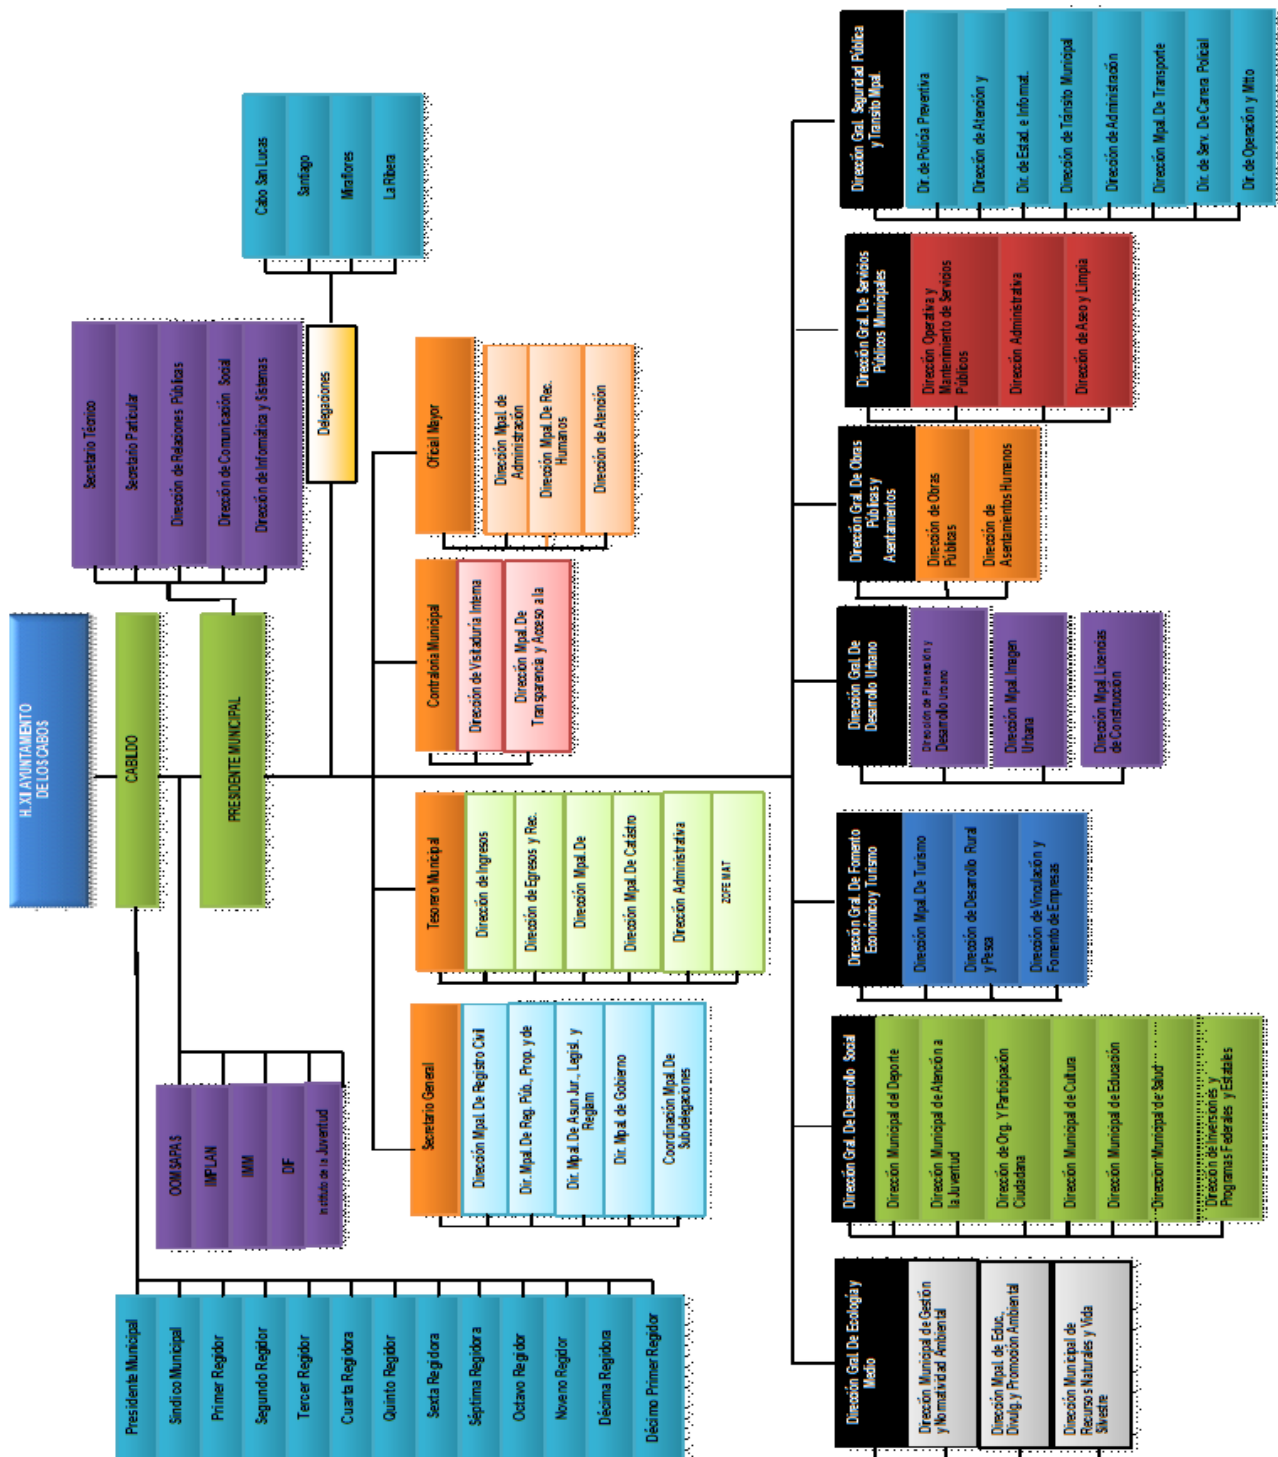 H.XII AYUNTAMIENTO
DE LOS CABOS
CABILDO
PRESIDENTE MUNICIPAL
Presidente Municipal
Sindico Municipal
Primer Regidor
Segundo Regidor
Tercer Regidor
Cuarta Regidora
Quinto Regidor
Sexta Regidora
Séptima Regidora
Octavo Regidor
Noveno Regidor
Décima Regidora
Décimo Primer Regidor
OOMSAPAS
IMPLAN
IMM
DIF
Instituto de la Juventud
Secretario Técnico
Secretario Particular
Dirección de Relaciones Públicas
Dirección de Comunicación Social
Dirección de Informática y Sistemas
Delegaciones
Cabo San Lucas
Santiago
Miraflores
La Ribera
Secretario General
Dirección Mpal. De Registro Civil
Dir. Mpal. De Reg. Púb., Prop. y de
Dir. Mpal. De Asun Jur., Legisl. y
Reglam
Dir. Mpal. de Gobierno
Coordinación Mpal. De
Subdelegaciones
Tesorero Municipal
Dirección de Ingresos
Dirección de Egresos y Rec.
Dirección Mpal. De
Dirección Mpal. De Catástro
Dirección Administrativa
ZOFEMAT
Contraloría Municipal
Dirección de Visitaduría Interna
Dirección Mpal. De
Transparencia y Acceso a la
Oficial Mayor
Dirección Mpal. de
Administración
Dirección Mpal. De Rec.
Humanos
Dirección de Atención
Dirección Gral. De Ecología y
Medio
Dirección Municipal de Gestión
y Normatividad Ambiental
Dirección Mpal. de Educ.,
Divulg. y Promoción Ambiental
Dirección Municipal de
Recursos Naturales y Vida
Silvestre
Dirección Gral. De Desarrollo Social
Dirección Municipal del Deporte
Dirección Municipal de Atención a
la Juventud
Dirección de Org. Y Participación
Ciudadana
Dirección Municipal de Cultura
Dirección Municipal de Educación
Dirección Municipal de Salud
Dirección de Inversiones y
Programas Federales y Estatales
Dirección Gral. De Fomento
Económico y Turismo
Dirección Mpal. De Turismo
Dirección de Desarrollo Rural
y Pesca
Dirección de Vinculación y
Fomento de Empresas
Dirección Gral. De
Desarrollo Urbano
Dirección de Planeación y
Desarrollo Urbano
Dirección Mpal. Imagen
Urbana
Dirección Mpal. Licencias
de Construcción
Dirección Gral. De Obras
Públicas y
Asentamientos
Dirección de Obras
Públicas
Dirección de
Asentamientos Humanos
Dirección Gral. De Servicios
Públicos Municipales
Dirección Operativa y
Mantenimiento de Servicios
Públicos
Dirección Administrativa
Dirección de Aseo y Limpia
Dirección Gral. Seguridad Pública
y Transito Mpal.
Dir. de Policia Preventiva
Dirección de Atención y
Dir. de Estad. e Informat.
Dirección de Tránsito Municipal
Dirección de Administración
Dirección Mpal. De Transporte
Dir. de Serv. De Carrera Policial
Dir. de Operación y Mtto